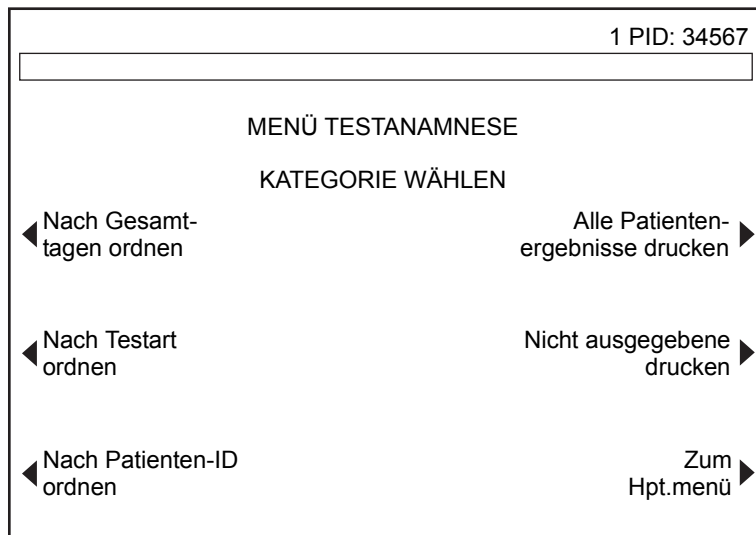 1 PID: 34567
MENÜ TESTANAMNESE
KATEGORIE WÄHLEN
Nach Gesamt-
tagen ordnen
Alle Patienten-
ergebnisse drucken
Nach Testart
ordnen
Nicht ausgegebene
drucken
Nach Patienten-ID
ordnen
Zum
Hpt.menü